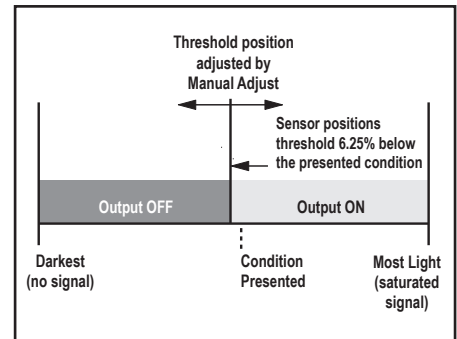 Threshold position
adjusted by
Manual Adjust
Sensor positions
threshold 6.25% below
the presented condition
Output OFF
Output ON
Darkest
(no signal)
Condition
Presented
Most Light
(saturated
signal)